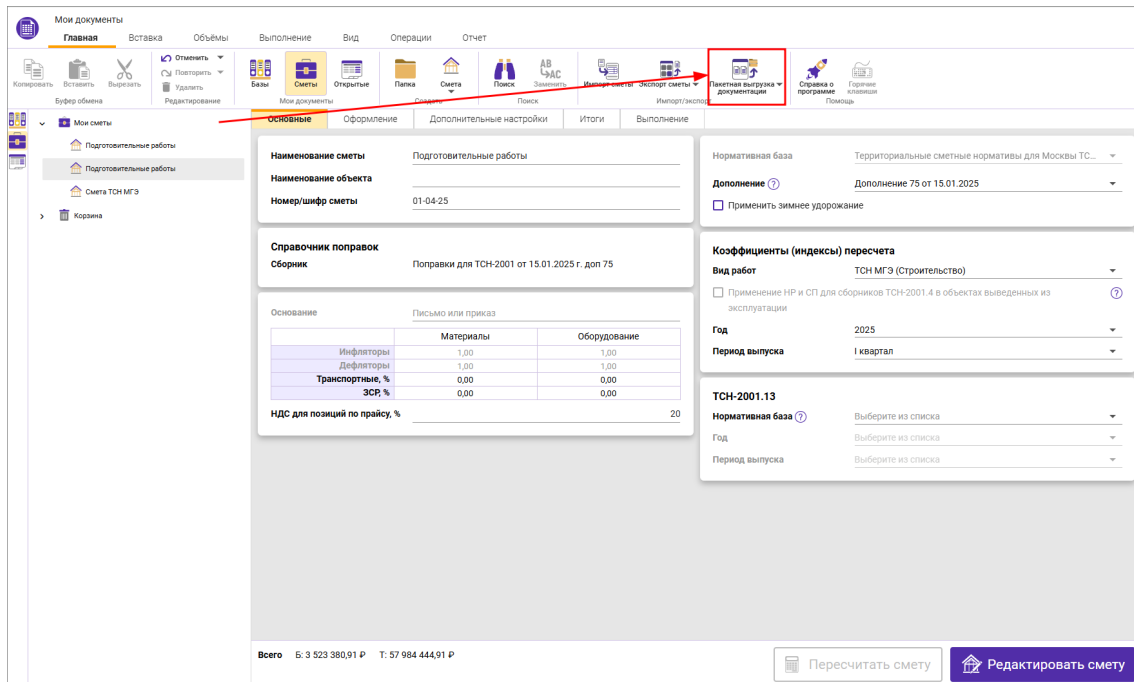 Мои документы
Главная Вставка Объёмы Выполнение Вид Операции Отчет
Копировать Вставить Вырезать
Буфер обмена
Отменить
Повторить
Удалить
Редактирование
Базы Сметы Открытые
Мои документы
Папка Смета
Создать
Поиск Заменить
AB
AC
Поиск
Импорт сметы Экспорт сметы Пакетная выгрузка документации
Импорт/экспорт
Справка о программе Горячие клавиши
Помощь
Мои сметы
Подготовительные работы
Подготовительные работы
Смета ТСН МГЭ
Корзина
Основные Оформление Дополнительные настройки Итоги Выполнение
Наименование сметы Подготовительные работы
Наименование объекта
Номер/шифр сметы 01-04-25
Справочник поправок
Сборник Поправки для ТСН-2001 от 15.01.2025 г. доп 75
Основание Письмо или приказ
Материалы Оборудование
Инфляторы 1,00 1,00
Дефляторы 1,00 1,00
Транспортные, % 0,00 0,00
ЗСР, % 0,00 0,00
НДС для позиций по прайсу, % 20
Нормативная база Территориальные сметные нормативы для Москвы ТС...
Дополнение ? Дополнение 75 от 15.01.2025
Применить зимнее удорожание
Коэффициенты (индексы) пересчета
Вид работ ТСН МГЭ (Строительство)
Применение НР и СП для сборников ТСН-2001.4 в объектах выведенных из ?
эксплуатации
Год 2025
Период выпуска I квартал
ТСН-2001.13
Нормативная база ? Выберите из списка
Год Выберите из списка
Период выпуска Выберите из списка
Всего Б: 3 523 380,91 ₽ Т: 57 984 444,91 ₽
Пересчитать смету Редактировать смету